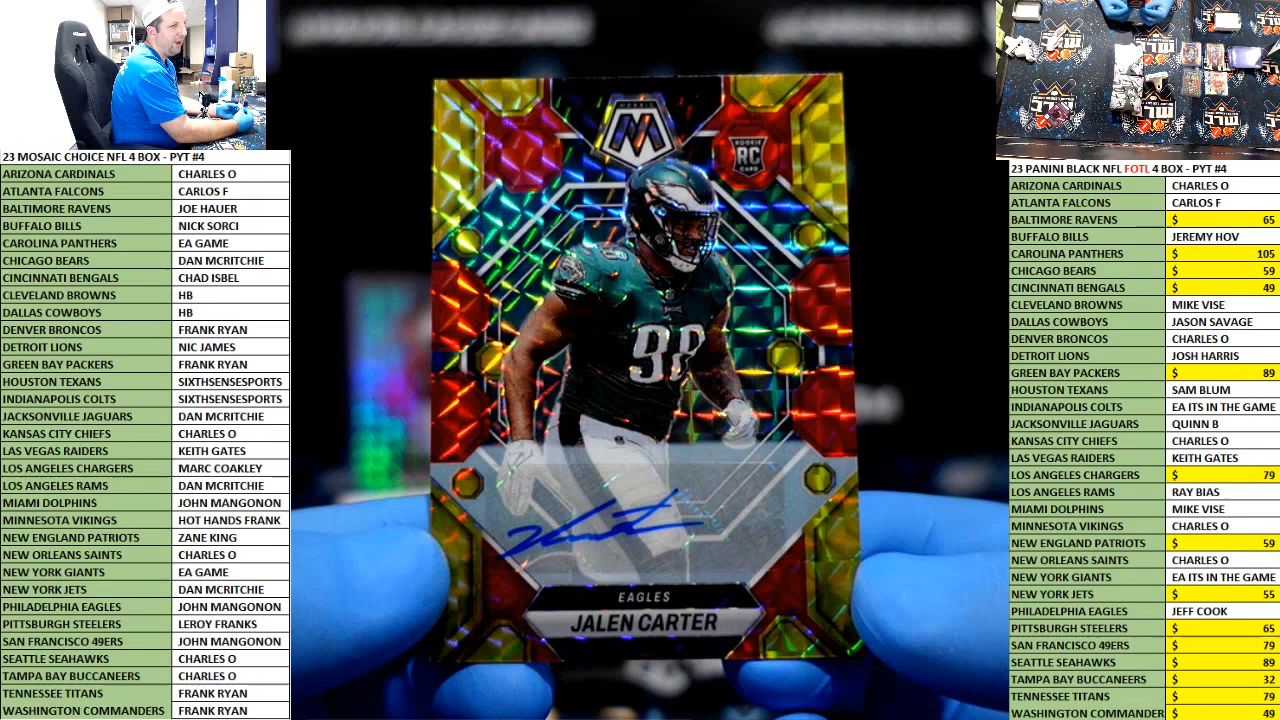 23 MOSAIC CHOICE NFL 4 BOX - PYT #4
ARIZONA CARDINALS CHARLES O
ATLANTA FALCONS CARLOS F
BALTIMORE RAVENS JOE HAUER
BUFFALO BILLS NICK SORCI
CAROLINA PANTHERS EA GAME
CHICAGO BEARS DAN MCRITCHIE
CINCINNATI BENGALS CHAD ISBEL
CLEVELAND BROWNS HB
DALLAS COWBOYS HB
DENVER BRONCOS FRANK RYAN
DETROIT LIONS NIC JAMES
GREEN BAY PACKERS FRANK RYAN
HOUSTON TEXANS SIXTHSENSESPORTS
INDIANAPOLIS COLTS SIXTHSENSESPORTS
JACKSONVILLE JAGUARS DAN MCRITCHIE
KANSAS CITY CHIEFS CHARLES O
LAS VEGAS RAIDERS KEITH GATES
LOS ANGELES CHARGERS MARC COAKLEY
LOS ANGELES RAMS DAN MCRITCHIE
MIAMI DOLPHINS JOHN MANGONON
MINNESOTA VIKINGS HOT HANDS FRANK
NEW ENGLAND PATRIOTS ZANE KING
NEW ORLEANS SAINTS CHARLES O
NEW YORK GIANTS EA GAME
NEW YORK JETS DAN MCRITCHIE
PHILADELPHIA EAGLES JOHN MANGONON
PITTSBURGH STEELERS LEROY FRANKS
SAN FRANCISCO 49ERS JOHN MANGONON
SEATTLE SEAHAWKS CHARLES O
TAMPA BAY BUCCANEERS CHARLES O
TENNESSEE TITANS FRANK RYAN
WASHINGTON COMMANDERS FRANK RYAN
MOSAIC
M
ROOKIE
RC
CARD
98
EAGLES
JALEN CARTER
23 PANINI BLACK NFL FOTL 4 BOX - PYT #4
ARIZONA CARDINALS CHARLES O
ATLANTA FALCONS CARLOS F
BALTIMORE RAVENS $ 65
BUFFALO BILLS JEREMY HOV
CAROLINA PANTHERS $ 105
CHICAGO BEARS $ 59
CINCINNATI BENGALS $ 49
CLEVELAND BROWNS MIKE VISE
DALLAS COWBOYS JASON SAVAGE
DENVER BRONCOS CHARLES O
DETROIT LIONS JOSH HARRIS
GREEN BAY PACKERS $ 89
HOUSTON TEXANS SAM BLUM
INDIANAPOLIS COLTS EA ITS IN THE GAME
JACKSONVILLE JAGUARS QUINN B
KANSAS CITY CHIEFS CHARLES O
LAS VEGAS RAIDERS KEITH GATES
LOS ANGELES CHARGERS $ 79
LOS ANGELES RAMS RAY BIAS
MIAMI DOLPHINS MIKE VISE
MINNESOTA VIKINGS CHARLES O
NEW ENGLAND PATRIOTS $ 59
NEW ORLEANS SAINTS CHARLES O
NEW YORK GIANTS EA ITS IN THE GAME
NEW YORK JETS $ 55
PHILADELPHIA EAGLES JEFF COOK
PITTSBURGH STEELERS $ 65
SAN FRANCISCO 49ERS $ 79
SEATTLE SEAHAWKS $ 89
TAMPA BAY BUCCANEERS $ 32
TENNESSEE TITANS $ 79
WASHINGTON COMMANDER $ 49